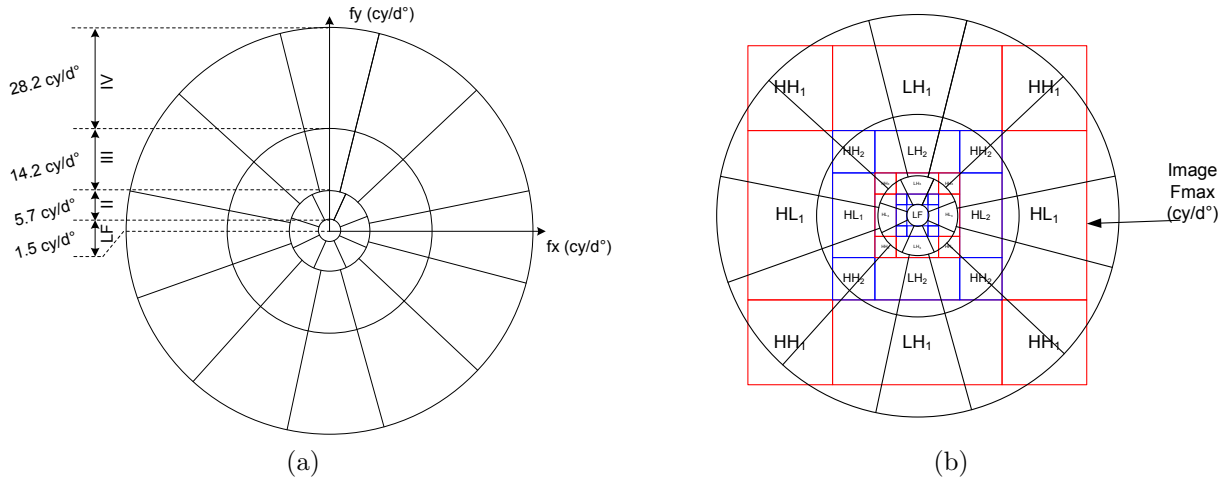 fy (cy/d°)
28.2 cy/d°
IV
14.2 cy/d°
III
5.7 cy/d°
II
1.5 cy/d°
LF
fx (cy/d°)
(a)
HH₁ LH₁ HH₁
HH₂ LH₂ HH₂
HL₁ HL₁ LF HL₂ HL₁
HH₂ LH₂ HH₂
HH₁ LH₁ HH₁
Image
Fmax
(cy/d°)
(b)